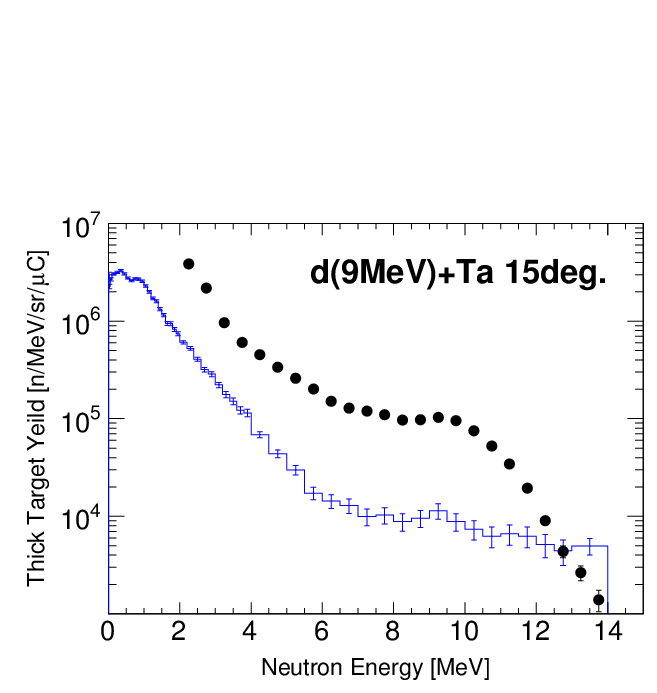 10^7
d(9MeV)+Ta 15deg.
10^6
10^5
10^4
Thick Target Yeild [n/MeV/sr/μC]
0 2 4 6 8 10 12 14
Neutron Energy [MeV]